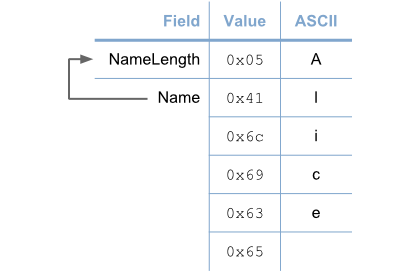 Field Value ASCII
NameLength 0x05 A
Name 0x41 l
0x6c i
0x69 c
0x63 e
0x65